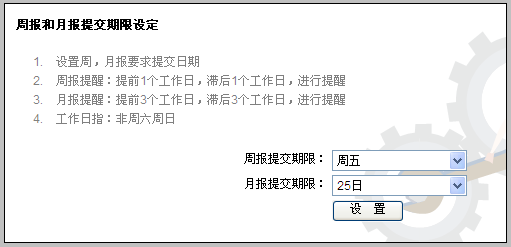 周报和月报提交期限设定
1. 设置周，月报要求提交日期
2. 周报提醒：提前1个工作日，滞后1个工作日，进行提醒
3. 月报提醒：提前3个工作日，滞后3个工作日，进行提醒
4. 工作日指：非周六周日
周报提交期限： 周五
月报提交期限： 25日
设 置